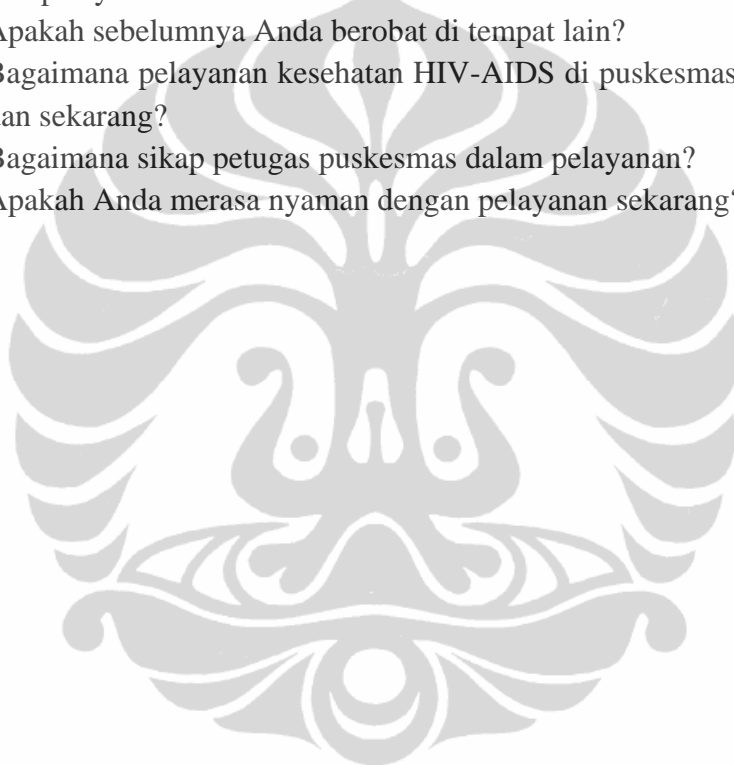 Apakah sebelumnya Anda berobat di tempat lain?
Bagaimana pelayanan kesehatan HIV-AIDS di puskesmas
dan sekarang?
Bagaimana sikap petugas puskesmas dalam pelayanan?
Apakah Anda merasa nyaman dengan pelayanan sekarang?